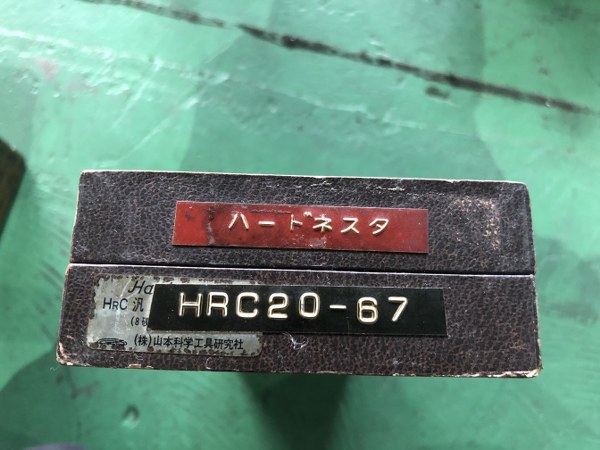 ハードネスタ
Ha
HRC 汎
HRC20-67
(8
(株)山本科学工具研究社